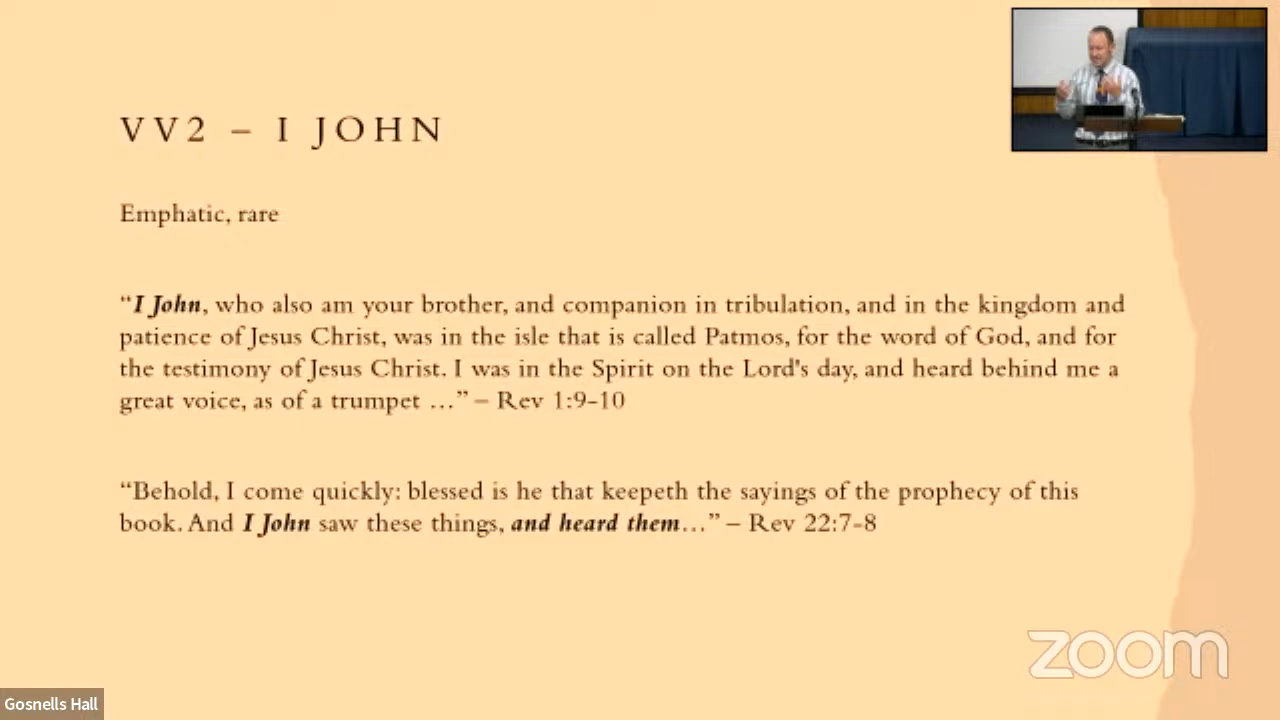 VV2 – I JOHN
Emphatic, rare
“I John, who also am your brother, and companion in tribulation, and in the kingdom and
patience of Jesus Christ, was in the isle that is called Patmos, for the word of God, and for
the testimony of Jesus Christ. I was in the Spirit on the Lord's day, and heard behind me a
great voice, as of a trumpet …” – Rev 1:9-10
“Behold, I come quickly: blessed is he that keepeth the sayings of the prophecy of this
book. And I John saw these things, and heard them…” – Rev 22:7-8
zoom
Gosnells Hall